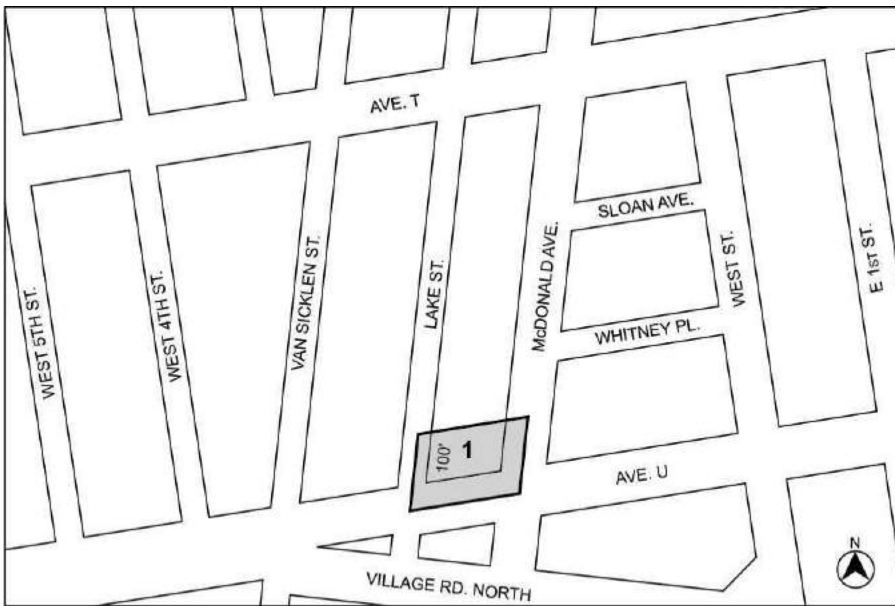 AVE. T
SLOAN AVE.
WEST 5TH ST.
WEST 4TH ST.
VAN SICKLEN ST.
LAKE ST.
McDONALD AVE.
WEST ST.
E 1ST ST.
WHITNEY PL.
100'
1
AVE. U
VILLAGE RD. NORTH
N